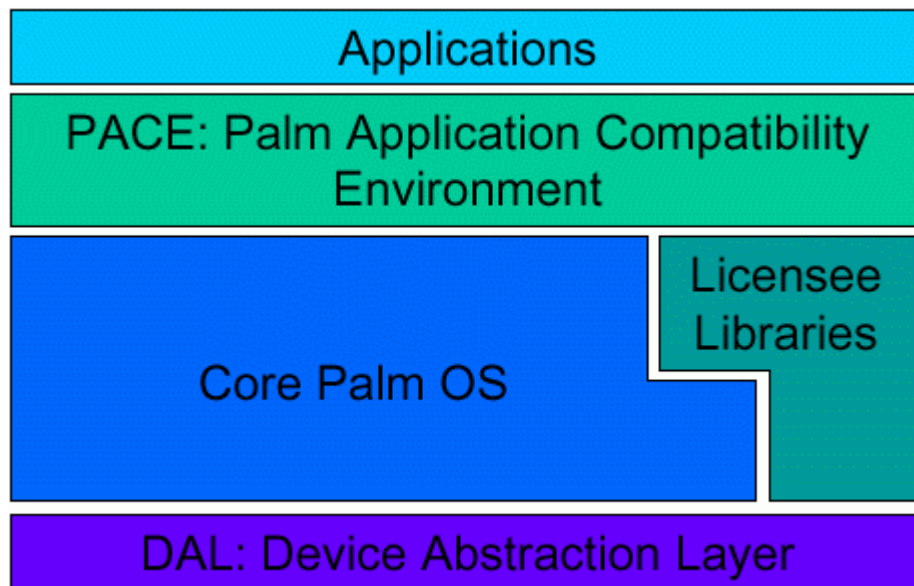 Applications
PACE: Palm Application Compatibility
Environment
Licensee
Libraries
Core Palm OS
DAL: Device Abstraction Layer